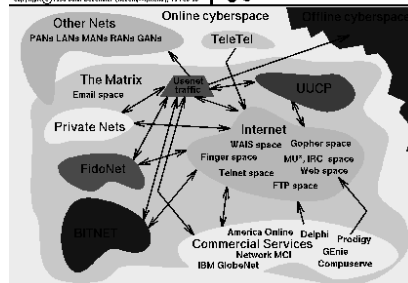 Online cyberspace
Offline cyberspace
Other Nets
PANs LANs MANs RANs GANs
TeleTel
The Matrix
Email space
Usenet
traffic
UUCP
Private Nets
Internet
WAIS space
Gopher space
Finger space
MU*, IRC space
Web space
Telnet space
FTP space
FidoNet
BITNET
America Online
Delphi
Prodigy
Commercial Services
Network MCI
GEnie
IBM GlobeNet
Compuserve